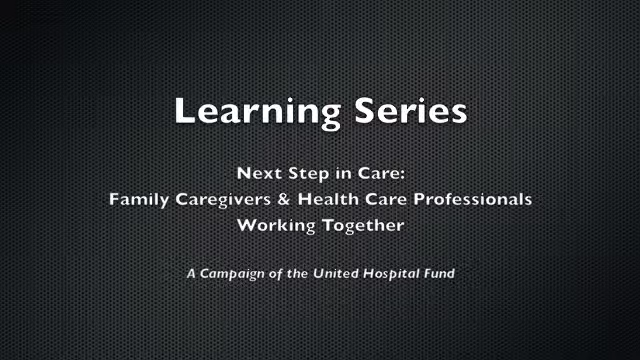 Learning Series
Next Step in Care:
Family Caregivers & Health Care Professionals
Working Together
A Campaign of the United Hospital Fund